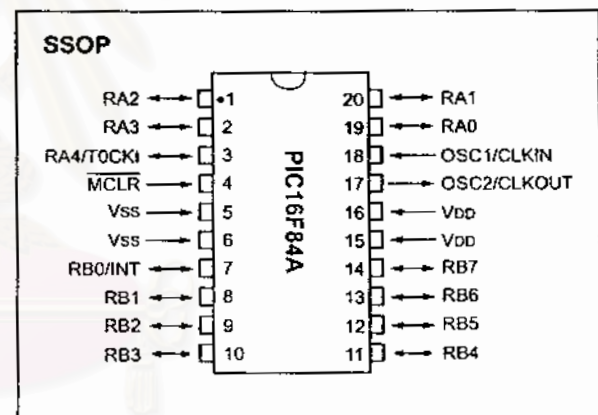 SSOP
RA2 •1 20 RA1
RA3 2 19 RA0
RA4/T0CKI 3 18 OSC1/CLKIN
MCLR 4 17 OSC2/CLKOUT
VSS 5 16 VDD
VSS 6 15 VDD
RB0/INT 7 14 RB7
RB1 8 13 RB6
RB2 9 12 RB5
RB3 10 11 RB4
PIC16F84A